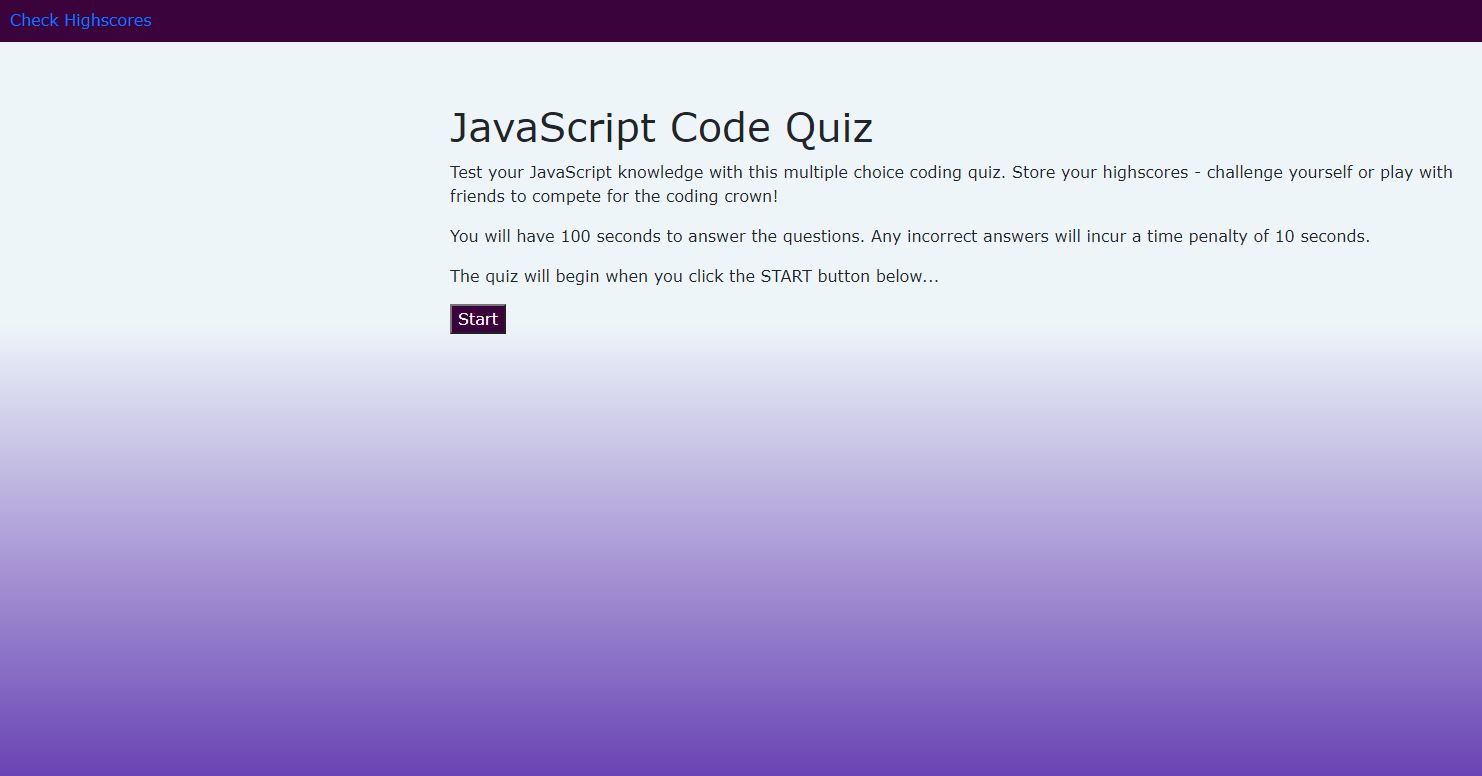 Check Highscores
JavaScript Code Quiz
Test your JavaScript knowledge with this multiple choice coding quiz. Store your highscores - challenge yourself or play with
friends to compete for the coding crown!
You will have 100 seconds to answer the questions. Any incorrect answers will incur a time penalty of 10 seconds.
The quiz will begin when you click the START button below...
Start